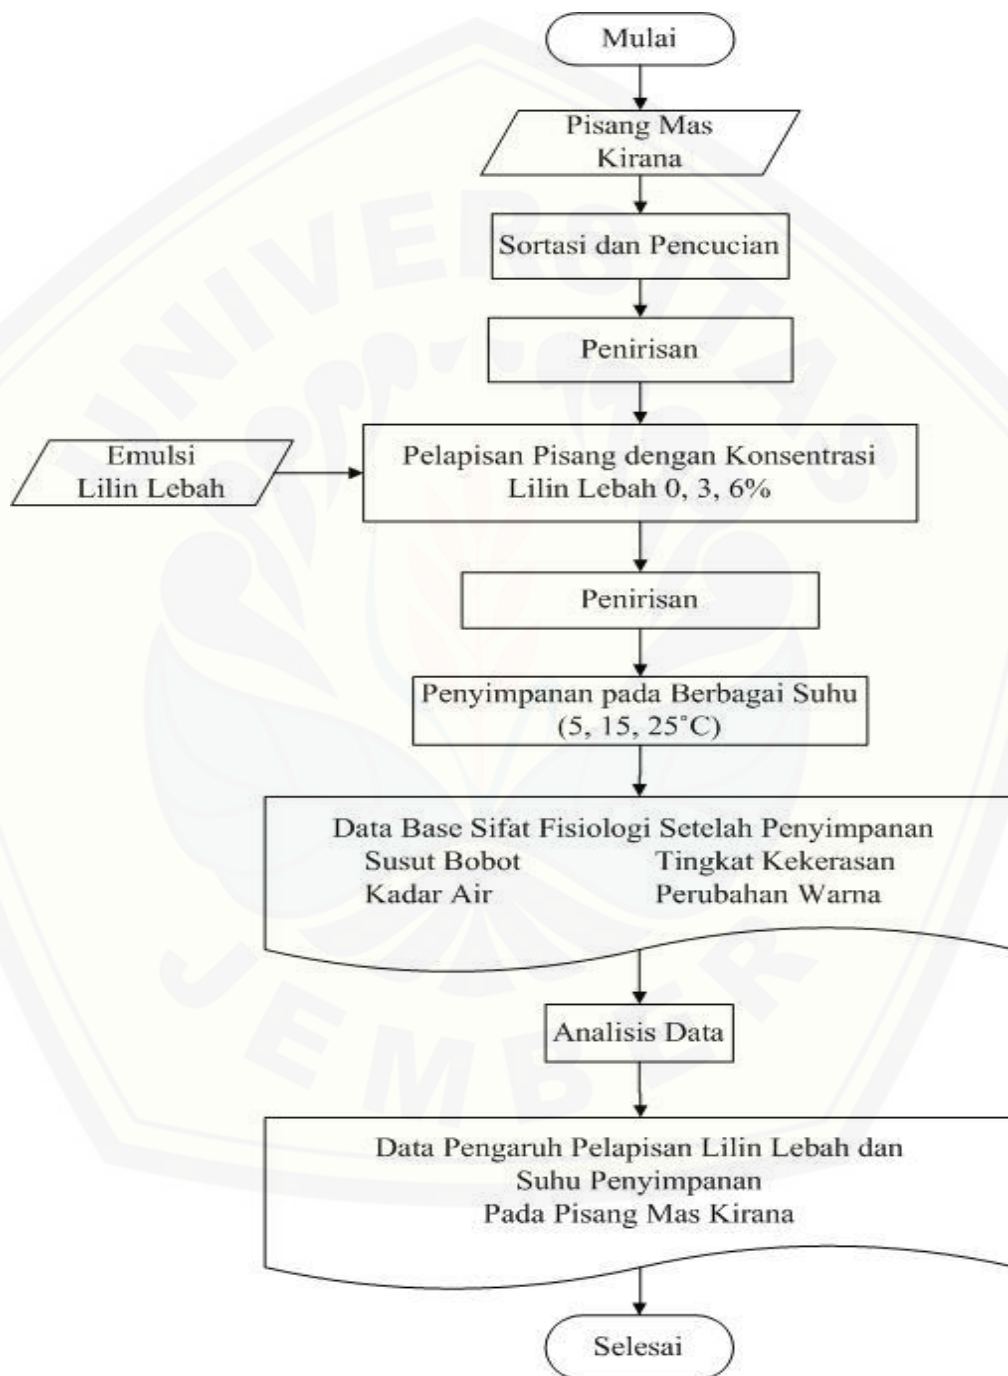 Mulai
Pisang Mas
Kirana
Sortasi dan Pencucian
Penirisan
Emulsi
Lilin Lebah
Pelapisan Pisang dengan Konsentrasi
Lilin Lebah 0, 3, 6%
Penirisan
Penyimpanan pada Berbagai Suhu
(5, 15, 25˚C)
Data Base Sifat Fisiologi Setelah Penyimpanan
Susut Bobot Tingkat Kekerasan
Kadar Air Perubahan Warna
Analisis Data
Data Pengaruh Pelapisan Lilin Lebah dan
Suhu Penyimpanan
Pada Pisang Mas Kirana
Selesai
UNIVERSITAS
JEMBER